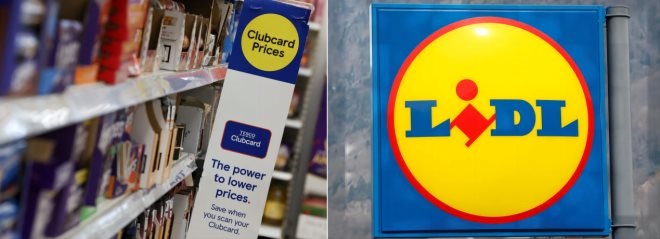 Clubcard
Prices
TESCO
Clubcard
The power
to lower
prices.
Save when
you scan your
Clubcard.
LIDL